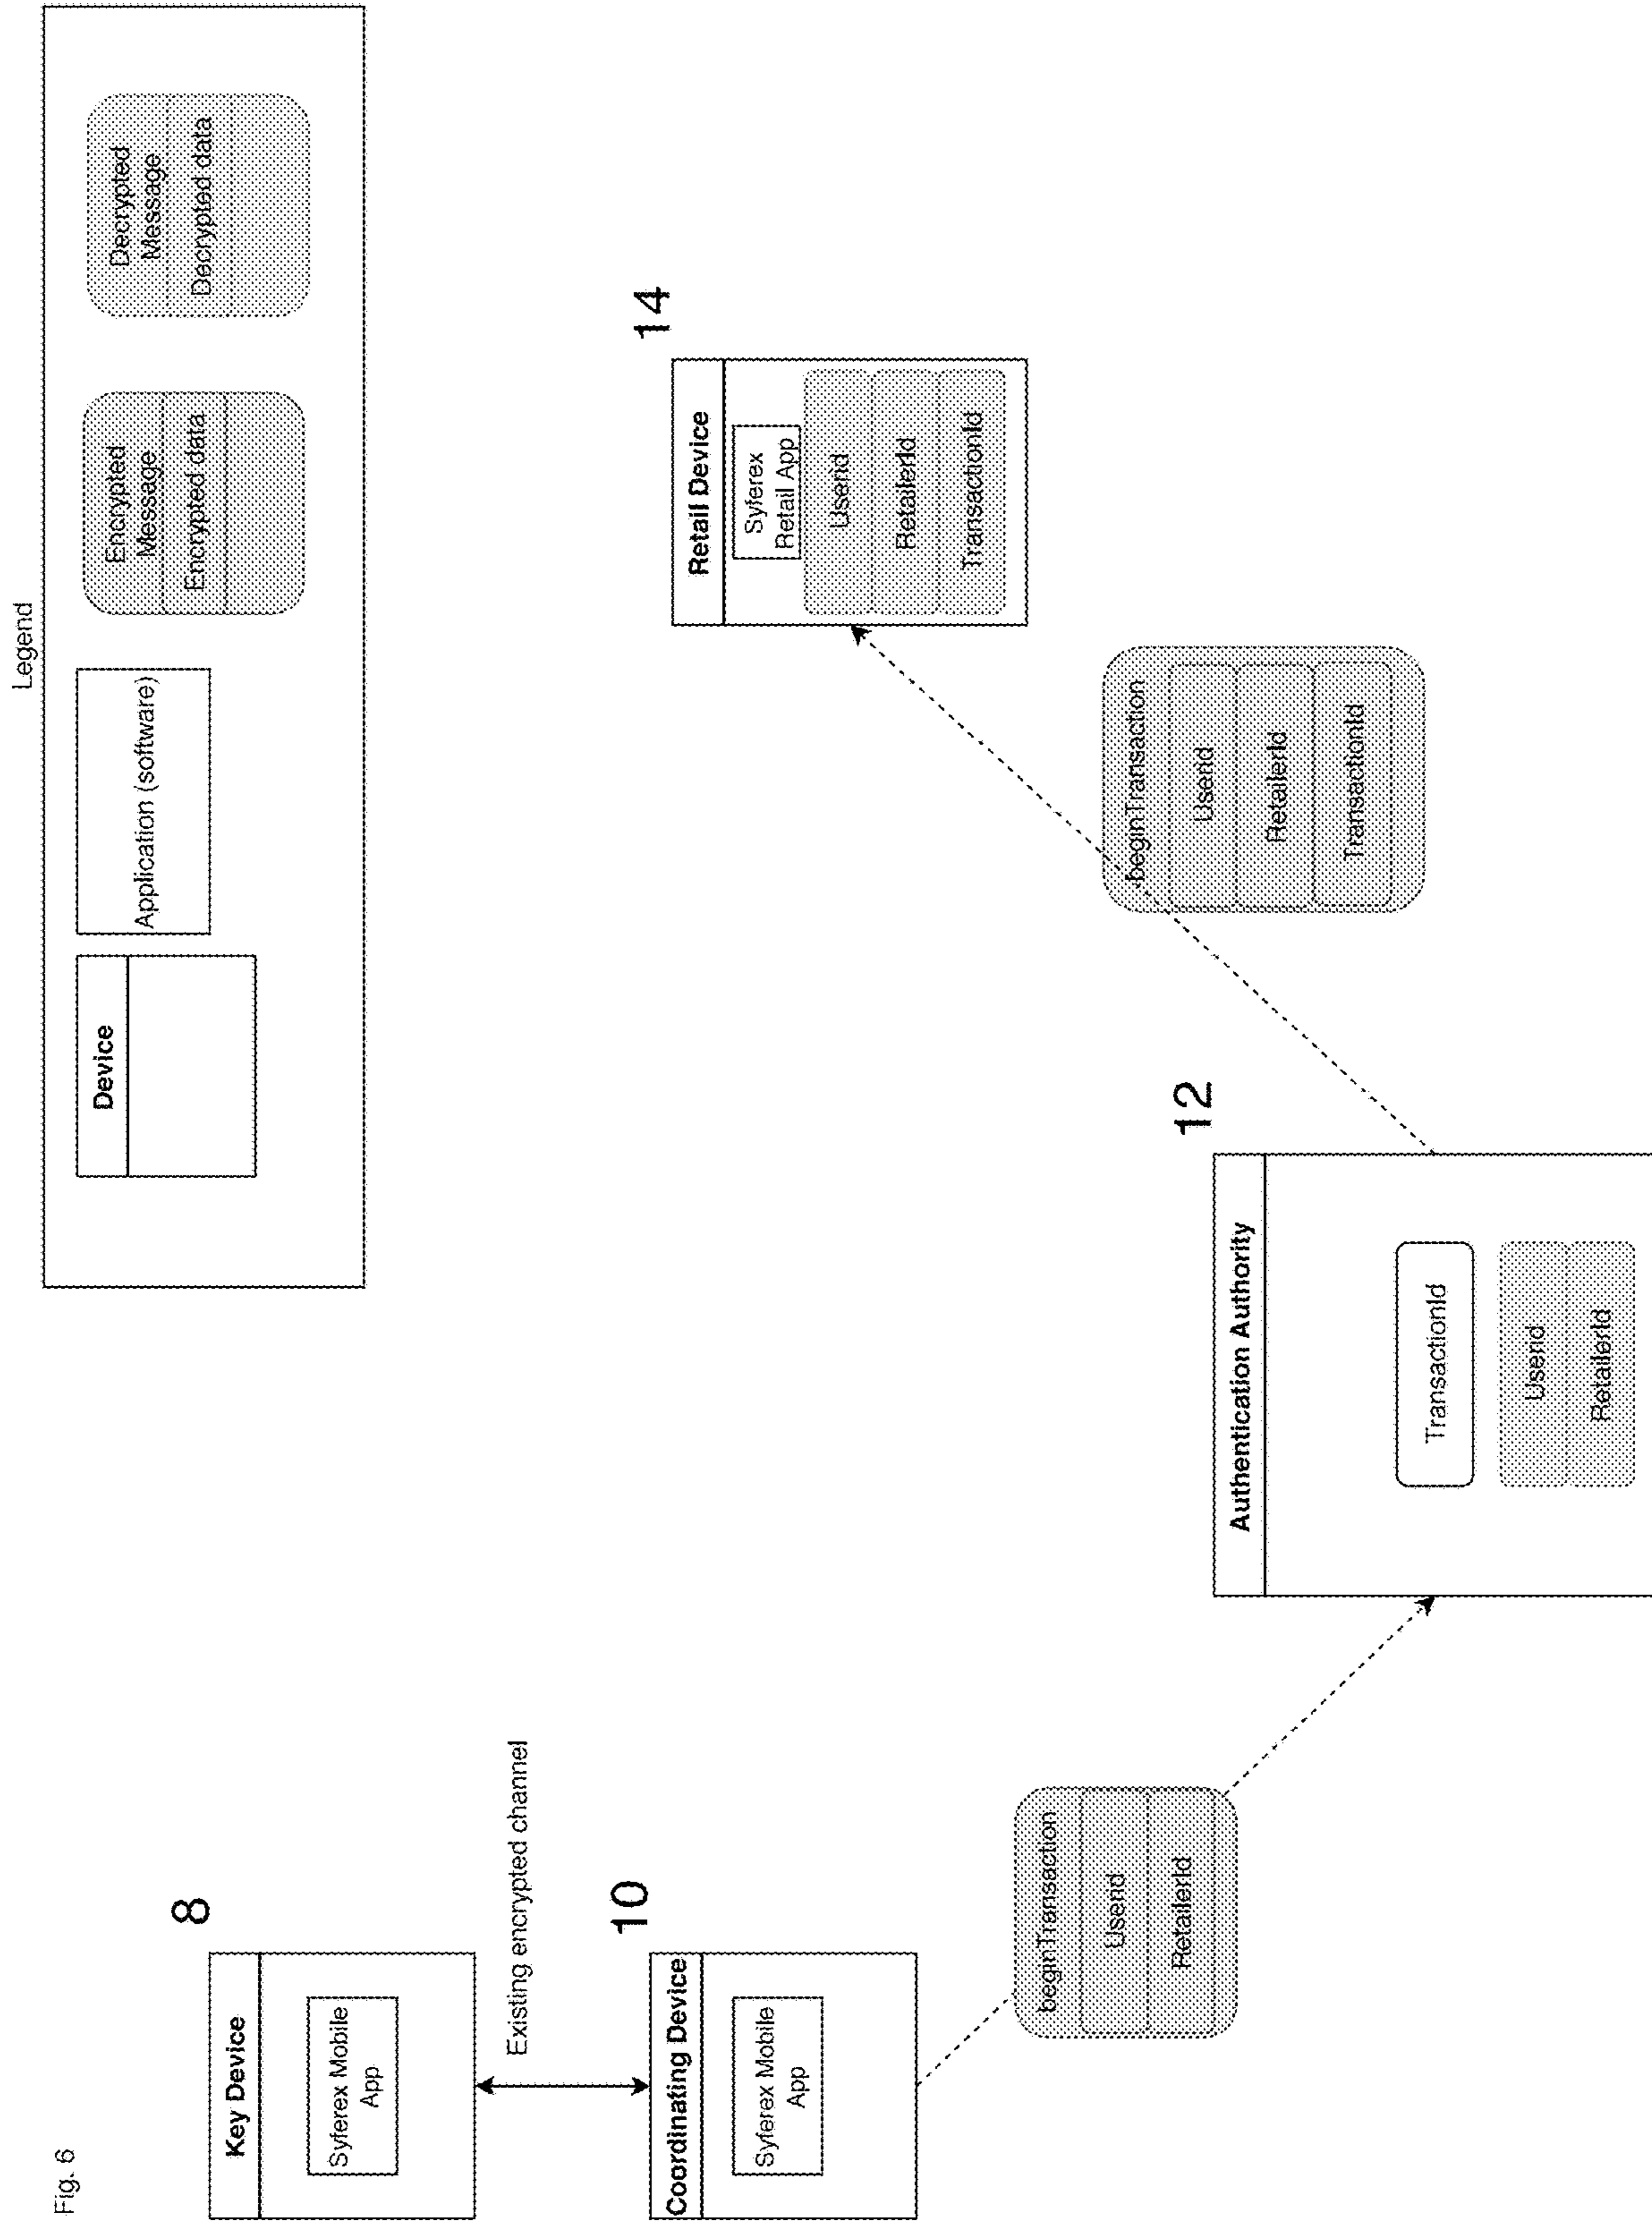 Fig. 6
Legend
Device
Application (software)
Encrypted
Message
Encrypted data
Decrypted
Message
Decrypted data
8
Key Device
Syferex Mobile
App
Existing encrypted channel
10
Coordinating Device
Syferex Mobile
App
beginTransaction
UserId
RetailerId
12
Authentication Authority
TransactionId
UserId
RetailerId
beginTransaction
UserId
RetailerId
TransactionId
14
Retail Device
Syferex
Retail App
UserId
RetailerId
TransactionId